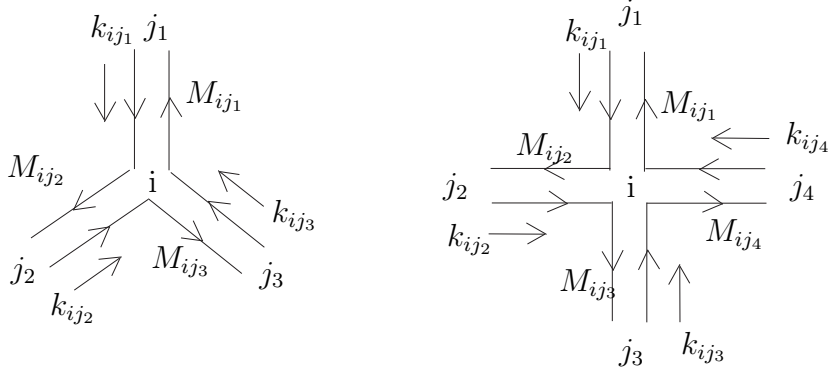 k_{ij_1} j_1
M_{ij_1}
M_{ij_2}
i
k_{ij_3}
M_{ij_3}
j_2
j_3
k_{ij_2}
j_1
k_{ij_1}
M_{ij_1}
k_{ij_4}
M_{ij_2}
j_2 i j_4
k_{ij_2} M_{ij_4}
M_{ij_3}
j_3 k_{ij_3}